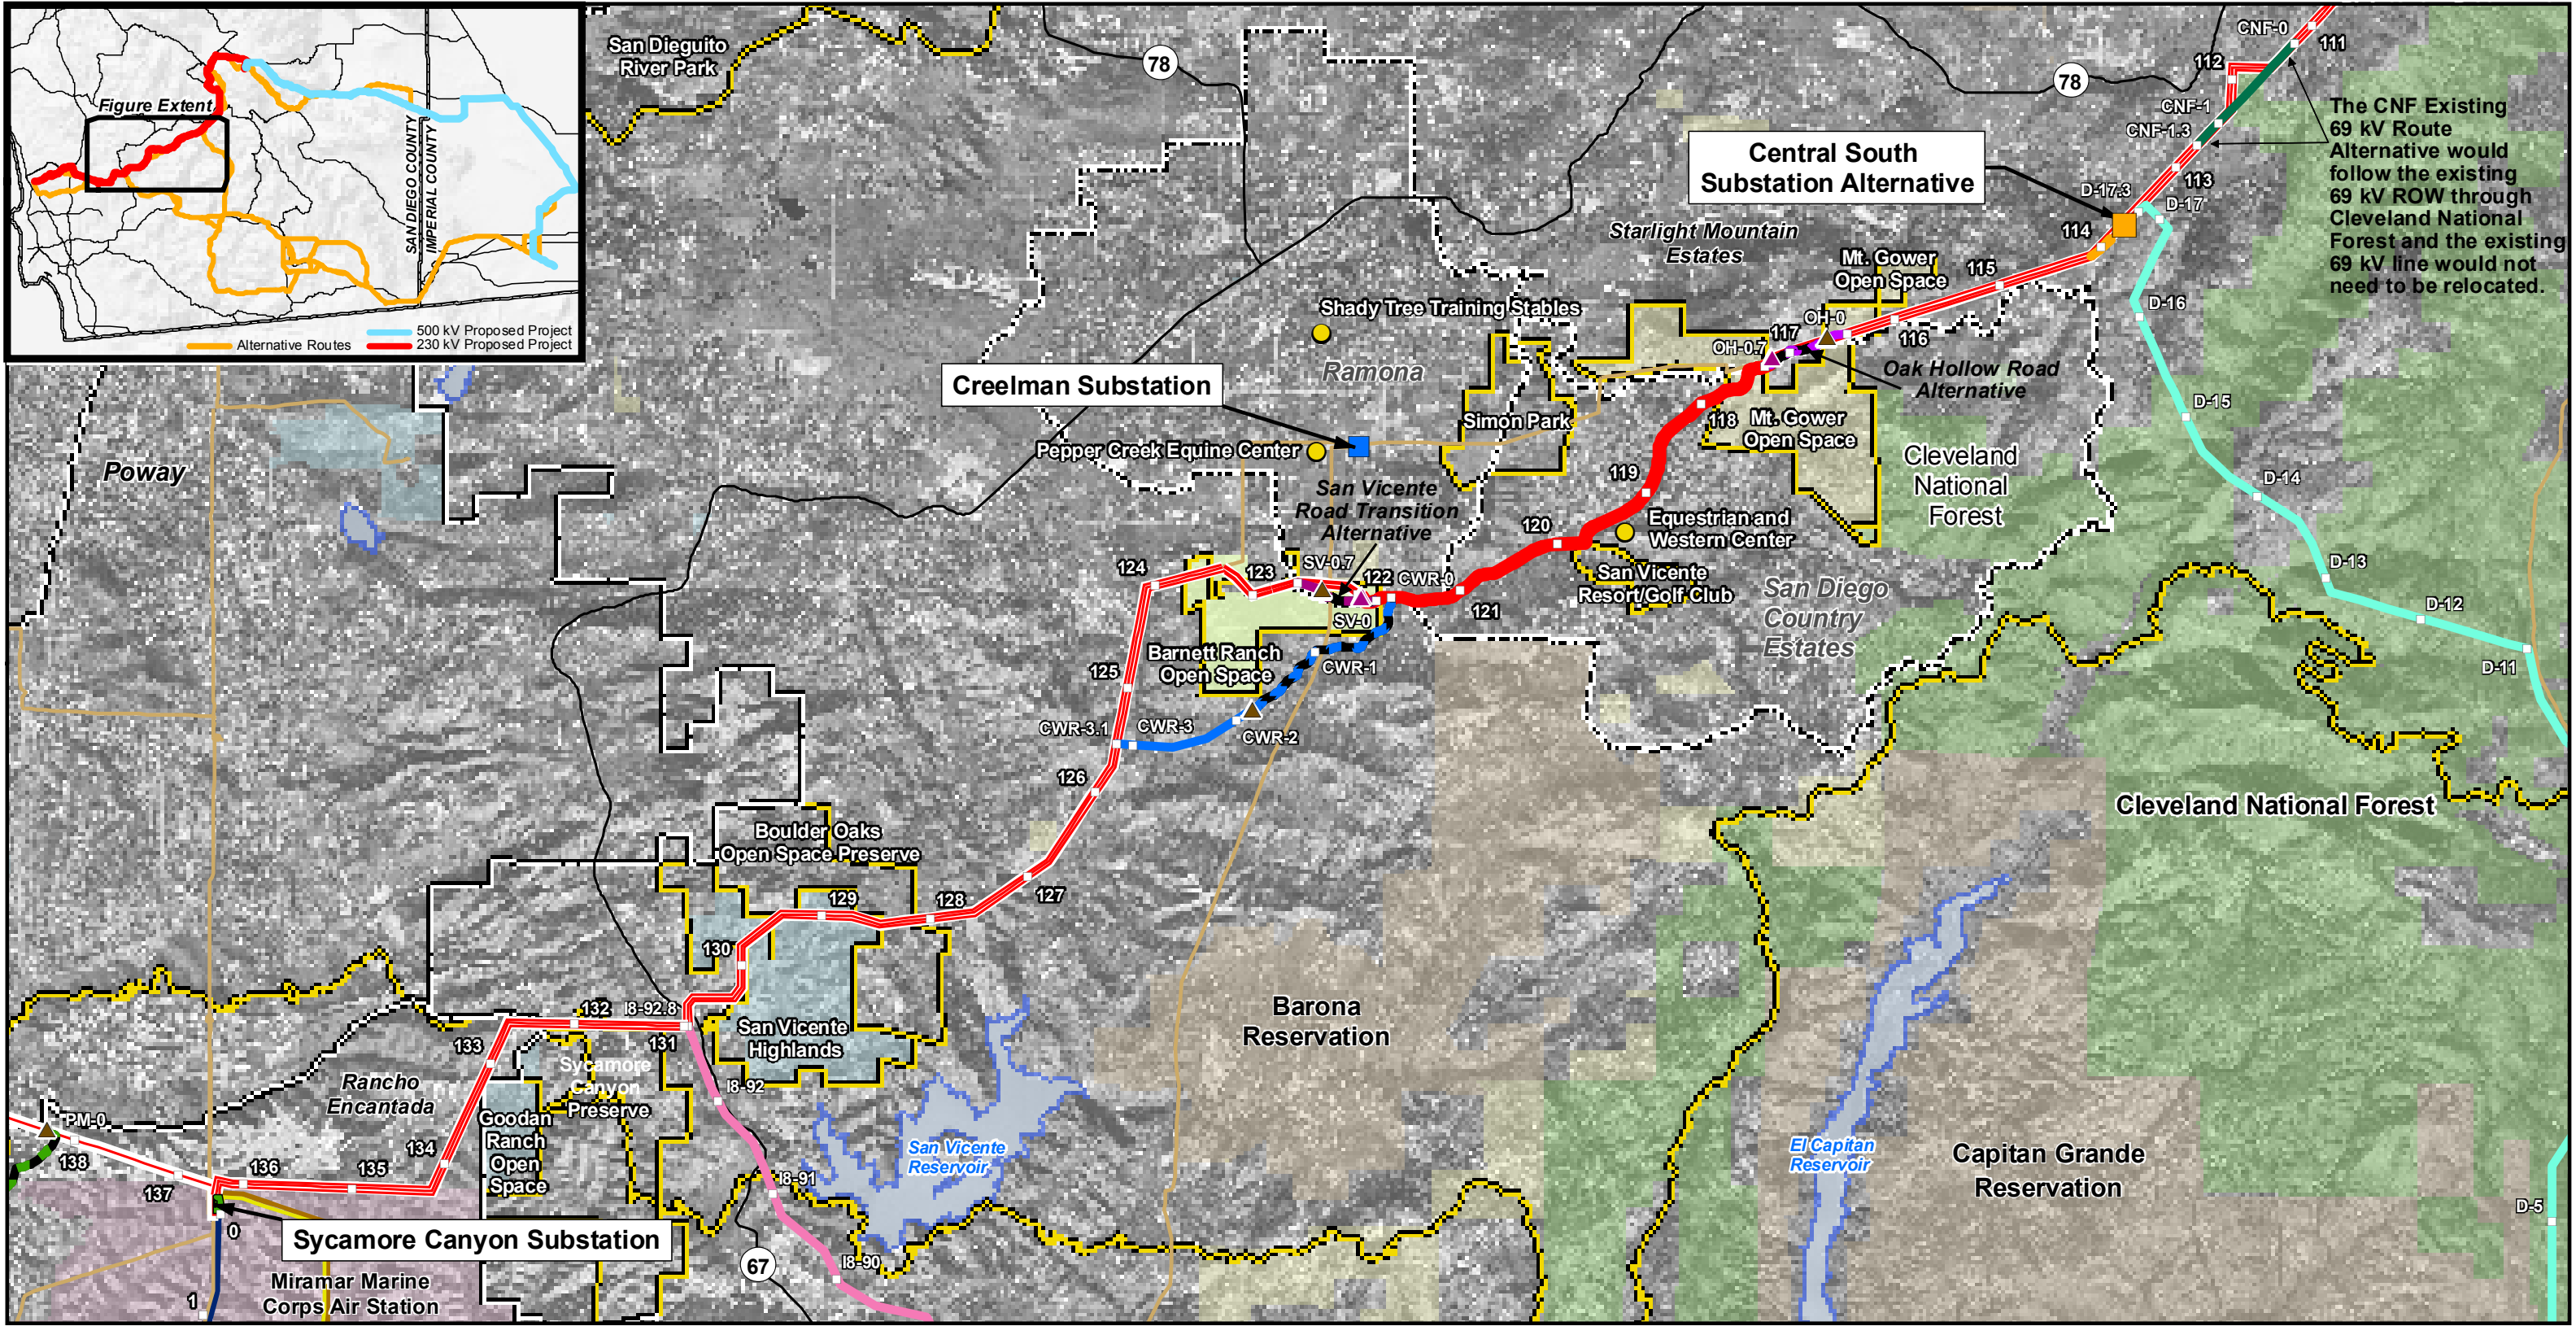 Figure Extent
SAN DIEGO COUNTY
IMPERIAL COUNTY
500 kV Proposed Project
Alternative Routes
230 kV Proposed Project
San Dieguito
River Park
78
78
CNF-0
111
112
CNF-1
CNF-1.3
113
The CNF Existing
69 kV Route
Alternative would
follow the existing
69 kV ROW through
Cleveland National
Forest and the existing
69 kV line would not
need to be relocated.
Central South
Substation Alternative
D-17.3
D-17
114
Starlight Mountain
Estates
Mt. Gower
Open Space
115
D-16
Shady Tree Training Stables
OH-0
117
116
OH-0.7
Oak Hollow Road
Alternative
Ramona
Creelman Substation
D-15
Simon Park
118
Mt. Gower
Open Space
Pepper Creek Equine Center
Poway
119
Cleveland
National
Forest
D-14
San Vicente
Road Transition
Alternative
120
Equestrian and
Western Center
D-13
124
123
SV-0.7
122
CWR-0
San Vicente
Resort/Golf Club
121
San Diego
Country
Estates
D-12
SV-0
Barnett Ranch
Open Space
CWR-1
D-11
125
CWR-3.1
CWR-3
CWR-2
126
Cleveland National Forest
Boulder Oaks
Open Space Preserve
127
129
128
130
132
I8-92.8
131
133
San Vicente
Highlands
Barona
Reservation
Sycamore
Canyon
Preserve
Rancho
Encantada
I8-92
Goodan
Ranch
Open
Space
PM-0
138
134
San Vicente
Reservoir
El Capitan
Reservoir
Capitan Grande
Reservation
136
135
137
I8-91
D-5
0
Sycamore Canyon Substation
67
I8-90
Miramar Marine
Corps Air Station
1